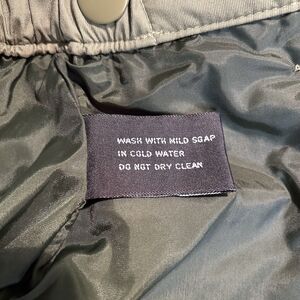 WASH WITH MILD SOAP
IN COLD WATER
DO NOT DRY CLEAN